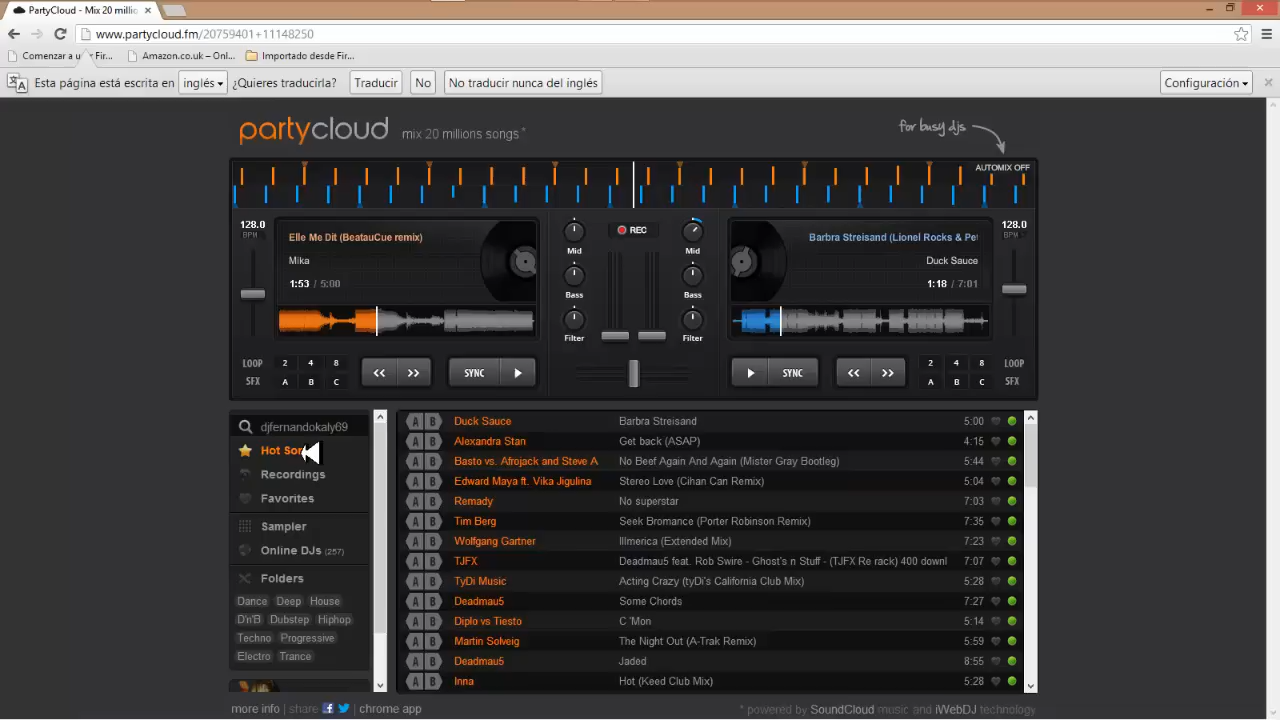 PartyCloud - Mix 20 millio
www.partycloud.fm/20759401+11148250
Comenzar a u Fir...
Amazon.co.uk – Onl...
Importado desde Fir...
Esta página está escrita en inglés ¿Quieres traducirla? Traducir No No traducir nunca del inglés Configuración
partycloud mix 20 millions songs.*
for busy djs
AUTOMIX OFF
128.0
BPM
Elle Me Dit (BeatauCue remix)
Mika
1:53 / 5:00
REC
Mid
Mid
Bass
Bass
Filter
Filter
Barbra Streisand (Lionel Rocks & Pe
Duck Sauce
1:18 / 7:01
128.0
BPM
LOOP 2 4 8
SFX A B C
<< >>
SYNC
SYNC
<< >>
2 4 8 LOOP
A B C SFX
djfernandokaly69
Hot So
Recordings
Favorites
Sampler
Online DJs (257)
Folders
Dance Deep House
D'n'B Dubstep Hiphop
Techno Progressive
Electro Trance
A B Duck Sauce Barbra Streisand 5:00
A B Alexandra Stan Get back (ASAP) 4:15
A B Basto vs. Afrojack and Steve A No Beef Again And Again (Mister Gray Bootleg) 5:44
A B Edward Maya ft. Vika Jigulina Stereo Love (Cihan Can Remix) 5:04
A B Remady No superstar 7:03
A B Tim Berg Seek Bromance (Porter Robinson Remix) 7:35
A B Wolfgang Gartner Illmerica (Extended Mix) 7:23
A B TJFX Deadmau5 feat. Rob Swire - Ghost's n Stuff - (TJFX Re rack) 400 downl 7:07
A B TyDi Music Acting Crazy (tyDi's California Club Mix) 5:28
A B Deadmau5 Some Chords 7:27
A B Diplo vs Tiesto C 'Mon 5:14
A B Martin Solveig The Night Out (A-Trak Remix) 5:59
A B Deadmau5 Jaded 8:55
A B Inna Hot (Keed Club Mix) 5:28
more info | share | chrome app
* powered by SoundCloud music and iWebDJ technology